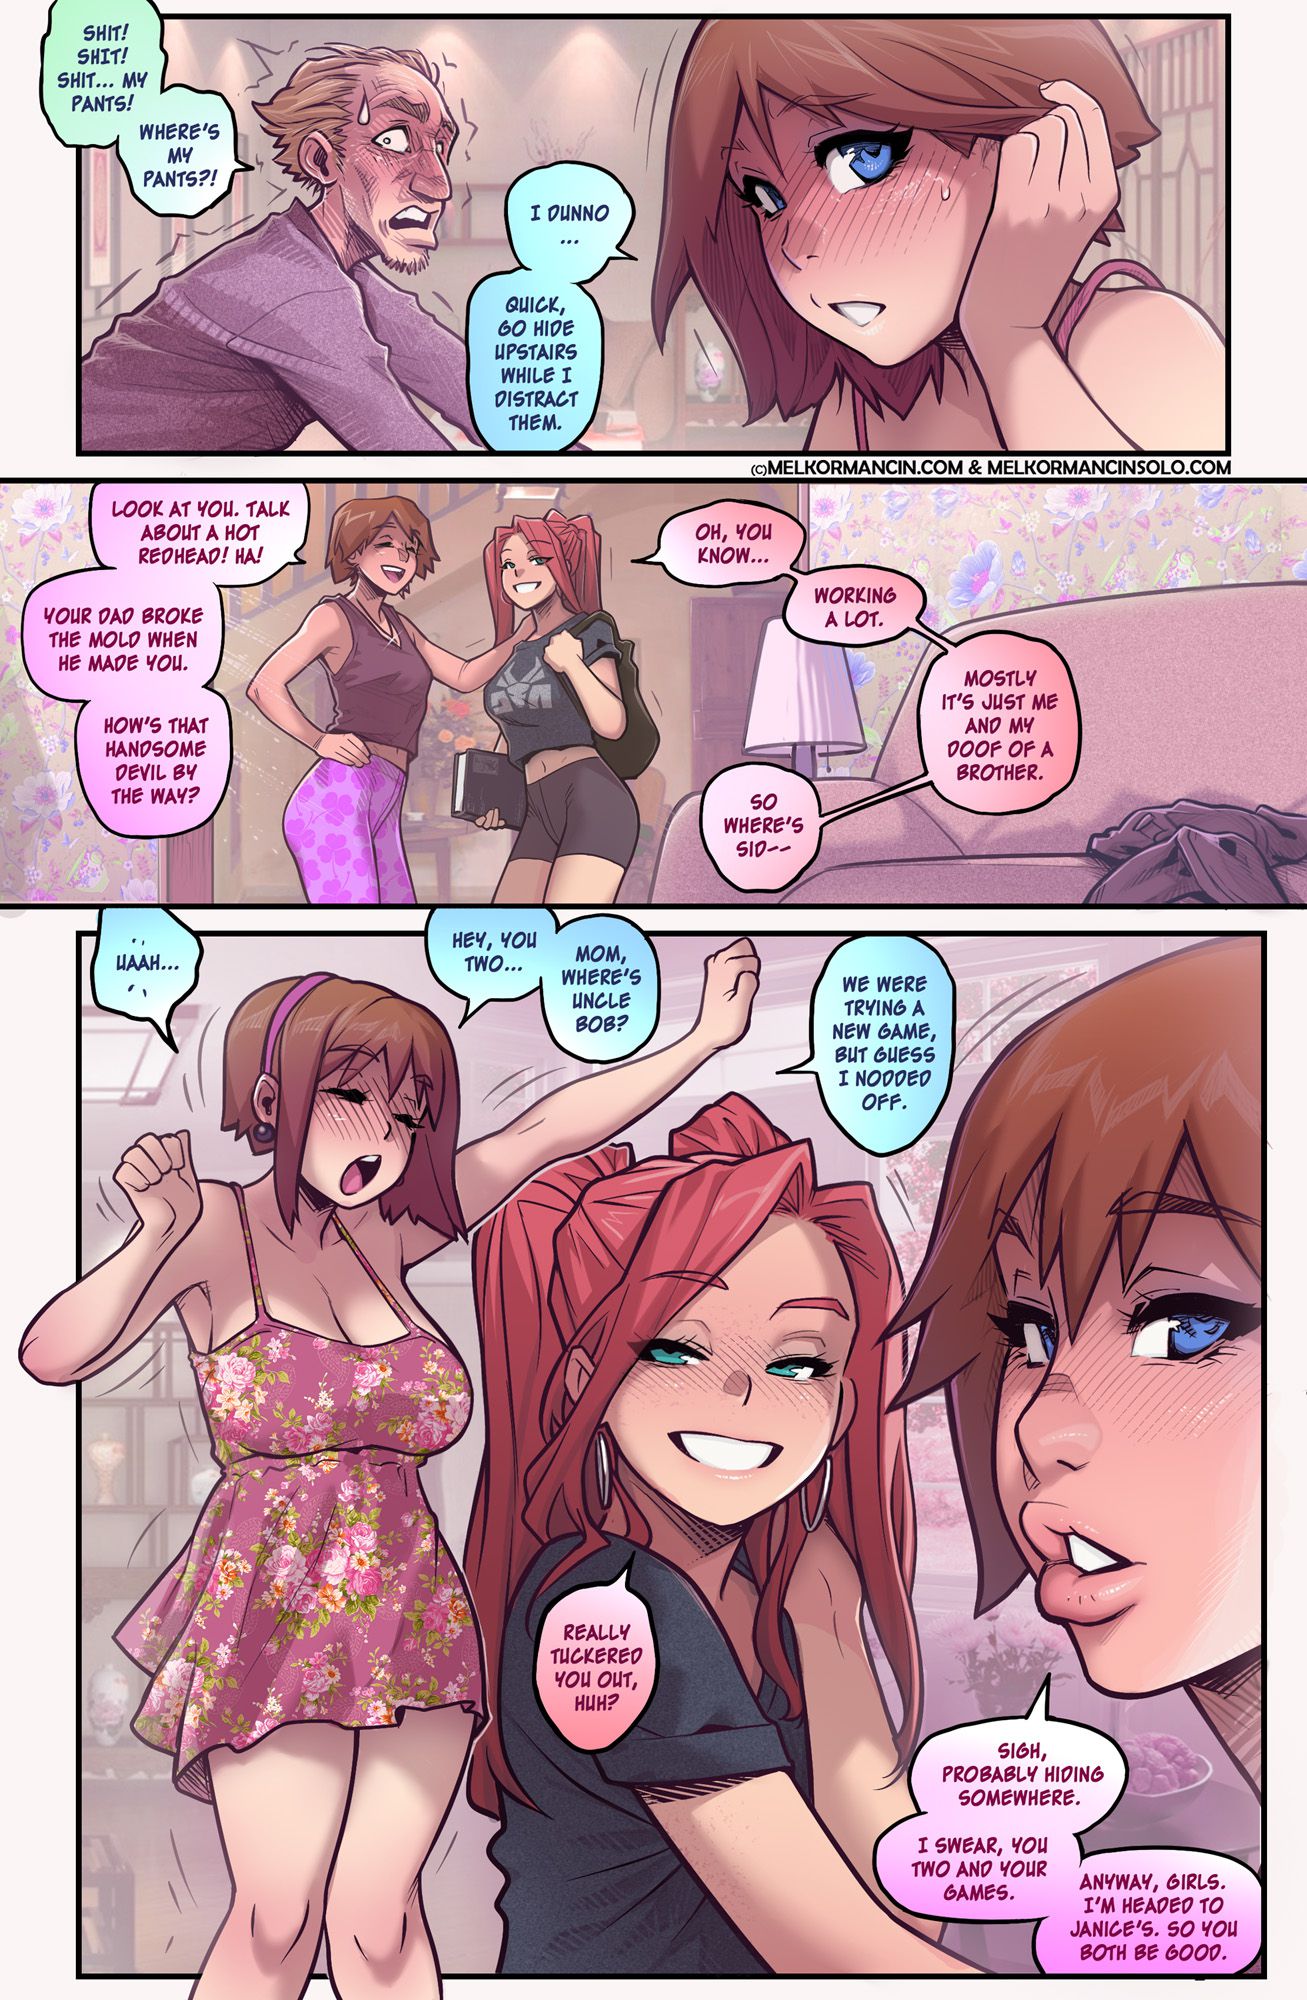 SHIT!
SHIT!
SHIT... MY
PANTS!
WHERE'S
MY
PANTS?!
I DUNNO
...
QUICK,
GO HIDE
UPSTAIRS
WHILE I
DISTRACT
THEM.
(C)MELKORMANCIN.COM & MELKORMANCINSOLO.COM
LOOK AT YOU. TALK
ABOUT A HOT
REDHEAD! HA!
YOUR DAD BROKE
THE MOLD WHEN
HE MADE YOU.
HOW'S THAT
HANDSOME
DEVIL BY
THE WAY?
OH, YOU
KNOW...
WORKING
A LOT.
MOSTLY
IT'S JUST ME
AND MY
DOOF OF A
BROTHER.
SO
WHERE'S
SID--
UAAH...
HEY, YOU
TWO...
MOM,
WHERE'S
UNCLE
BOB?
WE WERE
TRYING A
NEW GAME,
BUT GUESS
I NODDED
OFF.
REALLY
TUCKERED
YOU OUT,
HUH?
SIGH,
PROBABLY HIDING
SOMEWHERE.
I SWEAR, YOU
TWO AND YOUR
GAMES.
ANYWAY, GIRLS.
I'M HEADED TO
JANICE'S. SO YOU
BOTH BE GOOD.